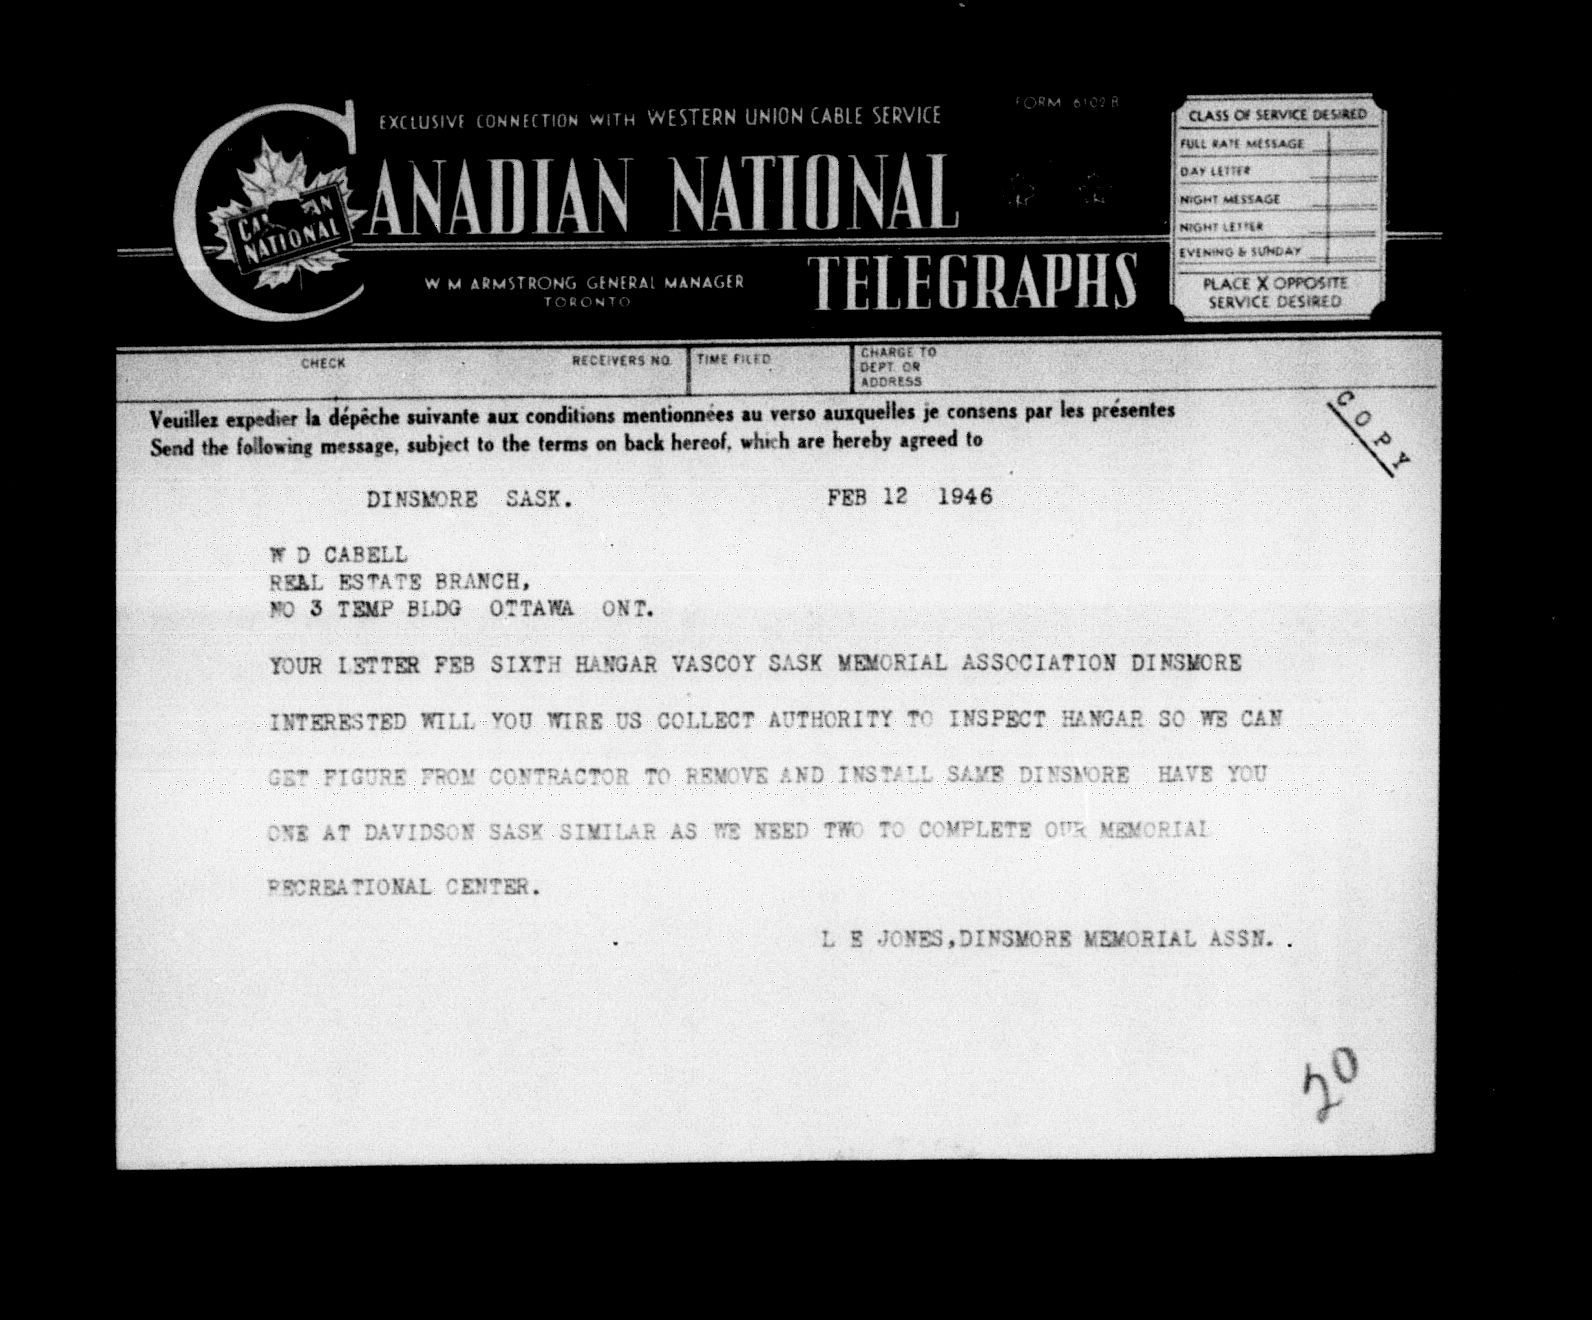 EXCLUSIVE CONNECTION WITH WESTERN UNION CABLE SERVICE
FORM 6102 B
CANADIAN NATIONAL
TELEGRAPHS
CANADIAN
NATIONAL
W M ARMSTRONG GENERAL MANAGER
TORONTO
CLASS OF SERVICE DESIRED
FULL RATE MESSAGE
DAY LETTER
NIGHT MESSAGE
NIGHT LETTER
EVENING & SUNDAY
PLACE X OPPOSITE
SERVICE DESIRED
CHECK
RECEIVERS NO.
TIME FILED
CHARGE TO
DEPT. OR
ADDRESS
Veuillez expedier la dépêche suivante aux conditions mentionnées au verso auxquelles je consens par les présentes
Send the following message, subject to the terms on back hereof, which are hereby agreed to
COPY
DINSMORE SASK. FEB 12 1946
W D CABELL
REAL ESTATE BRANCH,
NO 3 TEMP BLDG OTTAWA ONT.
YOUR LETTER FEB SIXTH HANGAR VASCOY SASK MEMORIAL ASSOCIATION DINSMORE
INTERESTED WILL YOU WIRE US COLLECT AUTHORITY TO INSPECT HANGAR SO WE CAN
GET FIGURE FROM CONTRACTOR TO REMOVE AND INSTALL SAME DINSMORE HAVE YOU
ONE AT DAVIDSON SASK SIMILAR AS WE NEED TWO TO COMPLETE OUR MEMORIAL
RECREATIONAL CENTER.
L E JONES,DINSMORE MEMORIAL ASSN. .
20